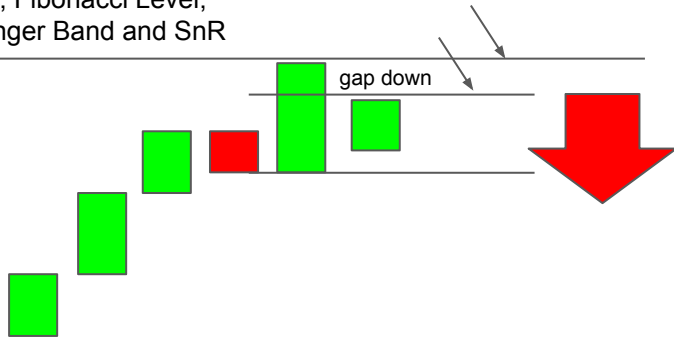 , Fibonacci Level,
nger Band and SnR
gap down